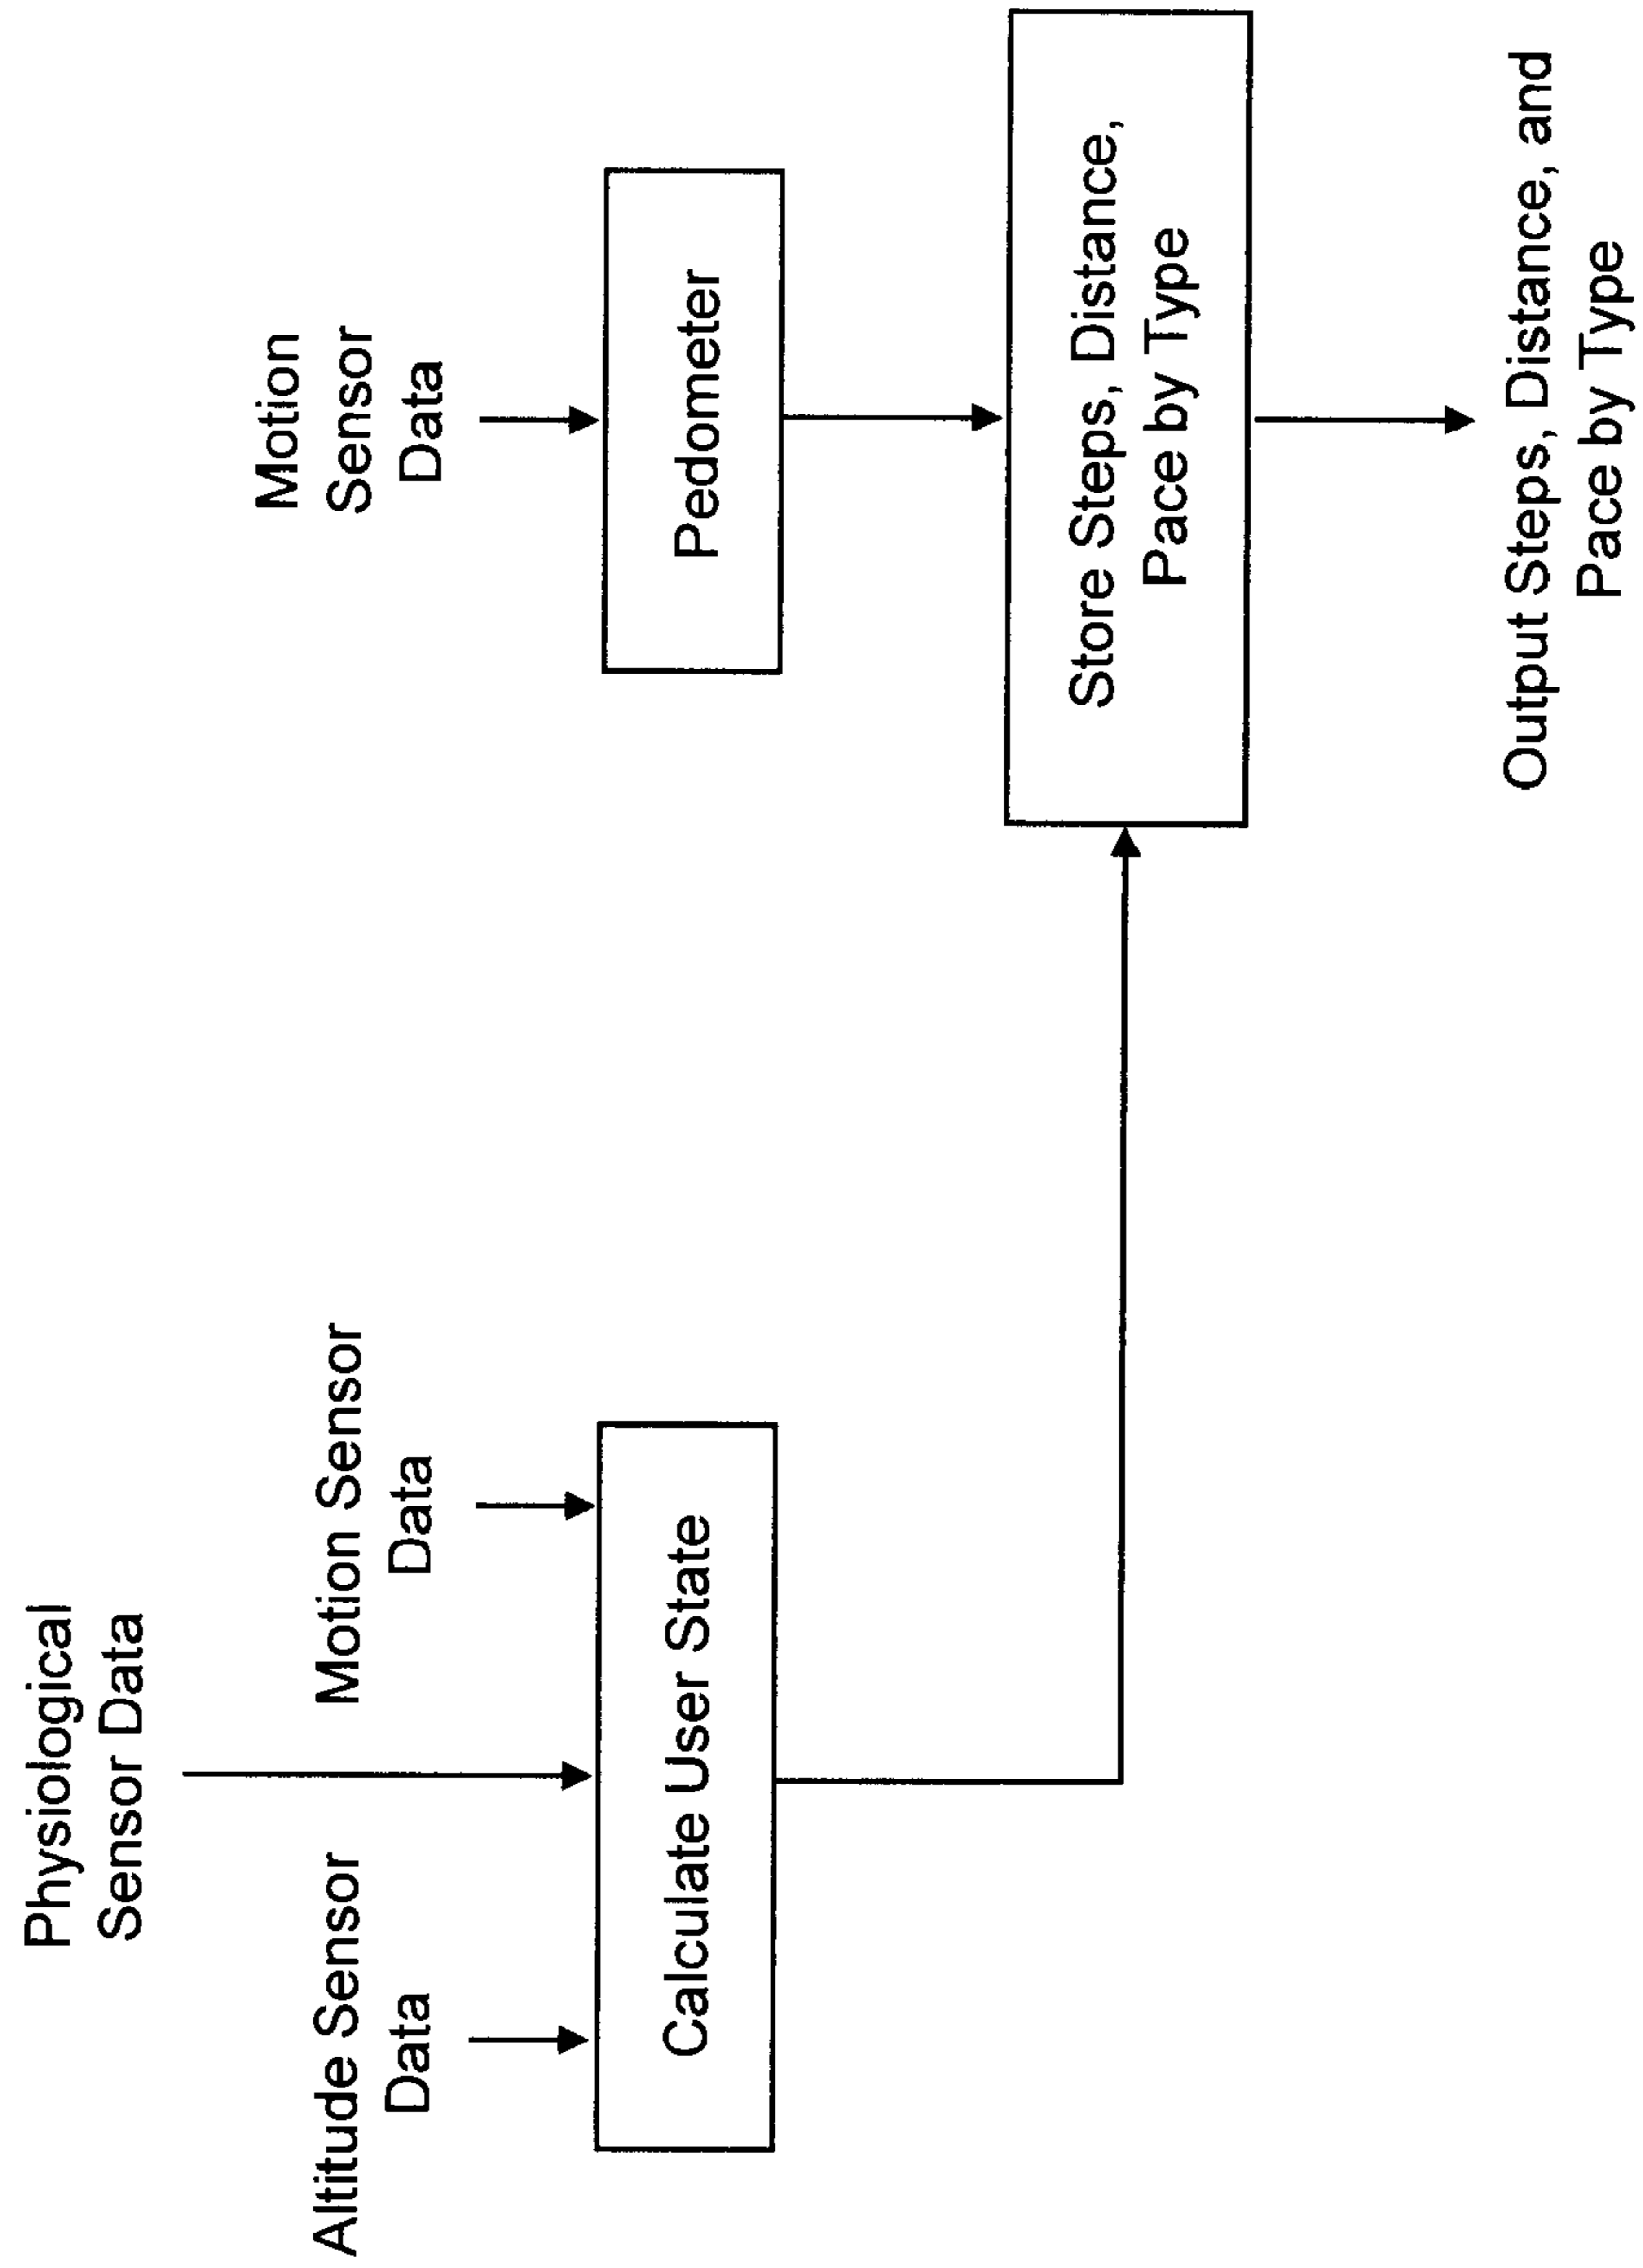 Physiological
Sensor Data
Altitude Sensor
Data
Motion Sensor
Data
Motion
Sensor
Data
Calculate User State
Pedometer
Store Steps, Distance,
Pace by Type
Output Steps, Distance, and
Pace by Type